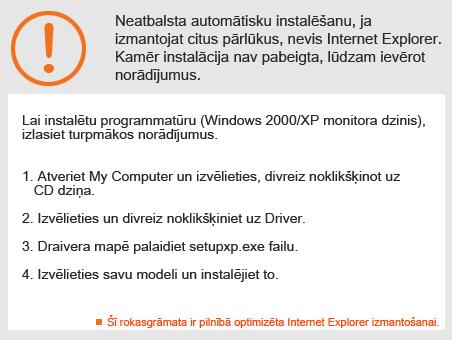 Neatbalsta automātisku instalēšanu, ja
izmantojat citus pārlūkus, nevis Internet Explorer.
Kamēr instalācija nav pabeigta, lūdzam ievērot
norādījumus.
Lai instalētu programmatūru (Windows 2000/XP monitora dzinis),
izlasiet turpmākos norādījumus.
1. Atveriet My Computer un izvēlieties, divreiz noklikšķinot uz
CD dziņa.
2. Izvēlieties un divreiz noklikšķiniet uz Driver.
3. Draivera mapē palaidiet setupxp.exe failu.
4. Izvēlieties savu modeli un instalējiet to.
Šī rokasgrāmata ir pilnībā optimizēta Internet Explorer izmantošanai.